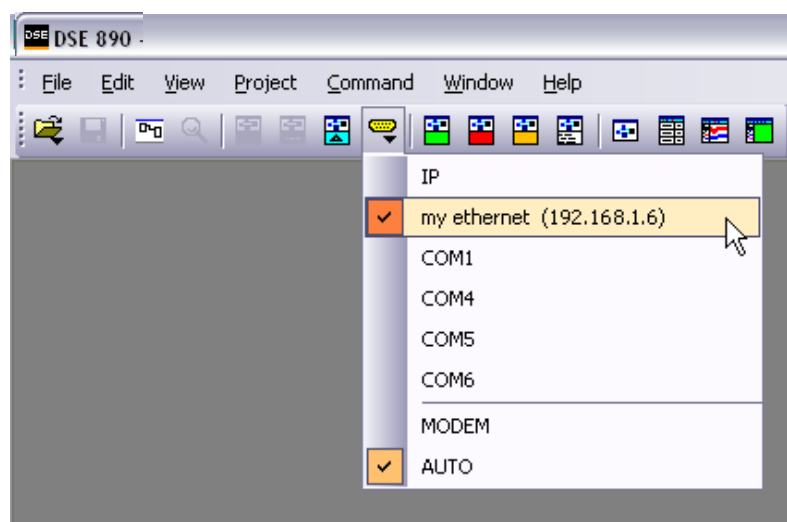 DSE DSE 890 -
File Edit View Project Command Window Help
IP
my ethernet (192.168.1.6)
COM1
COM4
COM5
COM6
MODEM
AUTO